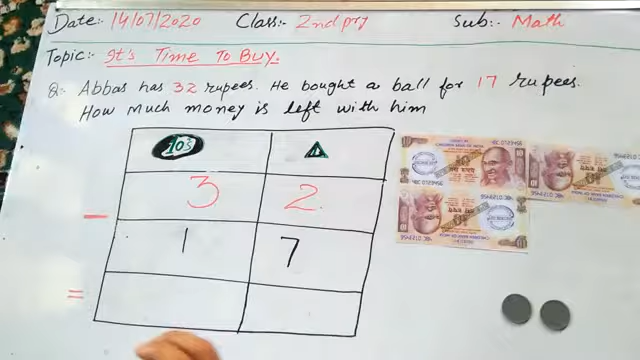 Date:- 14/07/2020 Class:- 2nd pry Sub:- Math
Topic:- It's Time To Buy.
Q:- Abbas has 32 rupees. He bought a ball for 17 rupees.
How much money is left with him
10s 1
3 2
- 1 7
=